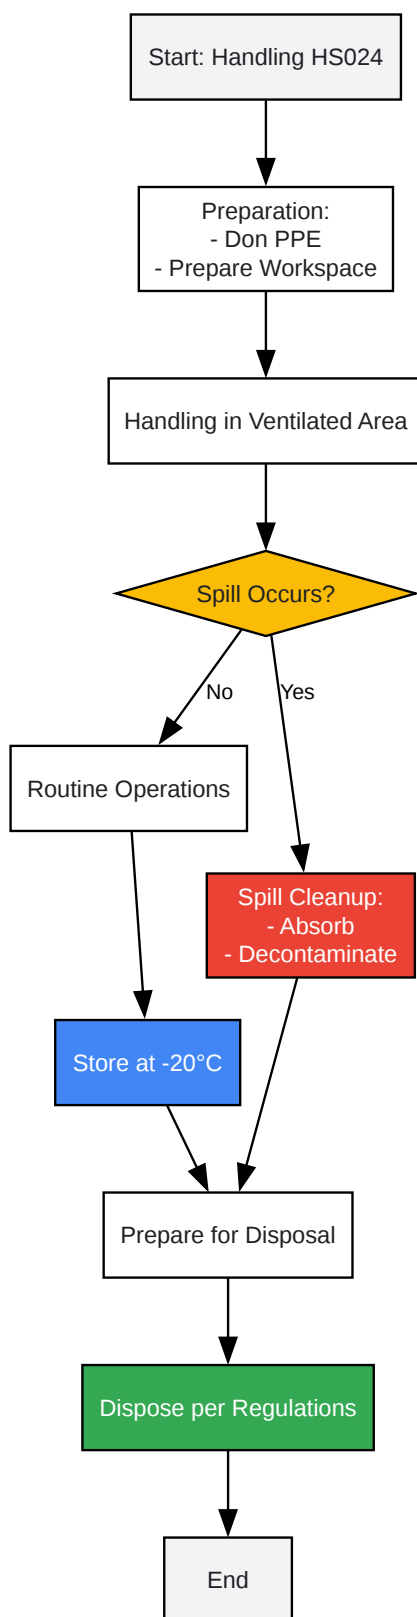 Start: Handling HS024
Preparation:
- Don PPE
- Prepare Workspace
Handling in Ventilated Area
Spill Occurs?
No
Yes
Routine Operations
Spill Cleanup:
- Absorb
- Decontaminate
Store at -20°C
Prepare for Disposal
Dispose per Regulations
End